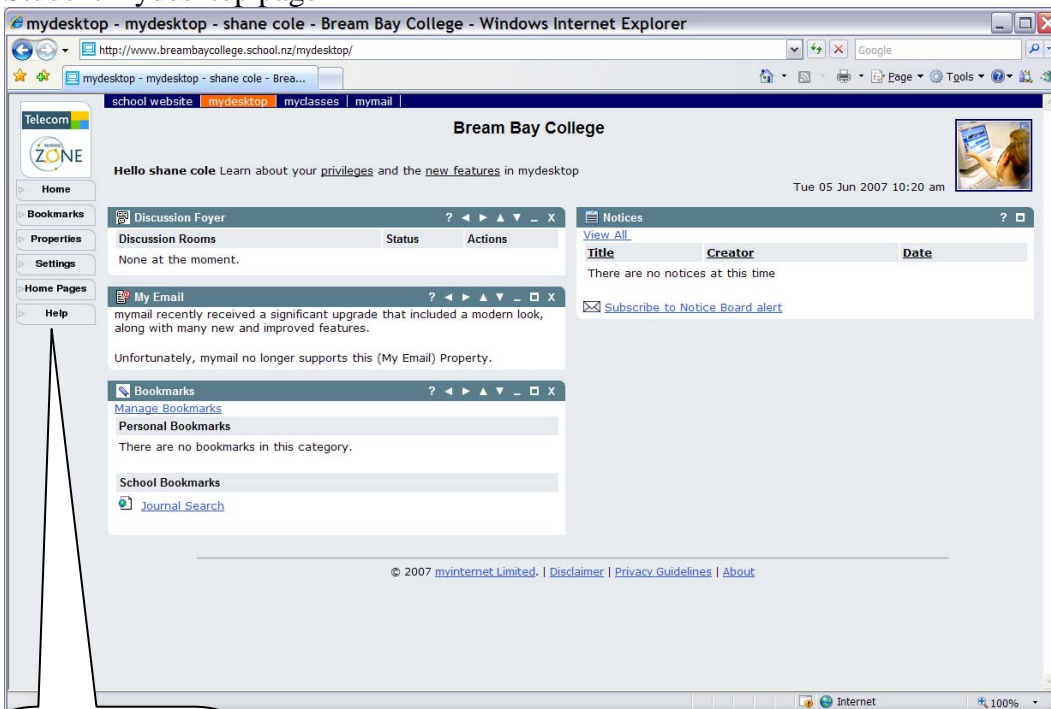 mydesktop - mydesktop - shane cole - Bream Bay College - Windows Internet Explorer
http://www.breambaycollege.school.nz/mydesktop/
Google
mydesktop - mydesktop - shane cole - Brea...
Page
Tools
school website | mydesktop | myclasses | mymail |
Telecom
SCHOOL
ZONE
Home
Bookmarks
Properties
Settings
Home Pages
Help
Bream Bay College
Hello shane cole Learn about your privileges and the new features in mydesktop
Tue 05 Jun 2007 10:20 am
Discussion Foyer
Discussion Rooms Status Actions
None at the moment.
My Email
mymail recently received a significant upgrade that included a modern look,
along with many new and improved features.
Unfortunately, mymail no longer supports this (My Email) Property.
Bookmarks
Manage Bookmarks
Personal Bookmarks
There are no bookmarks in this category.
School Bookmarks
Journal Search
Notices
View All
Title Creator Date
There are no notices at this time
Subscribe to Notice Board alert
© 2007 myinternet Limited. | Disclaimer | Privacy Guidelines | About
Internet
100%